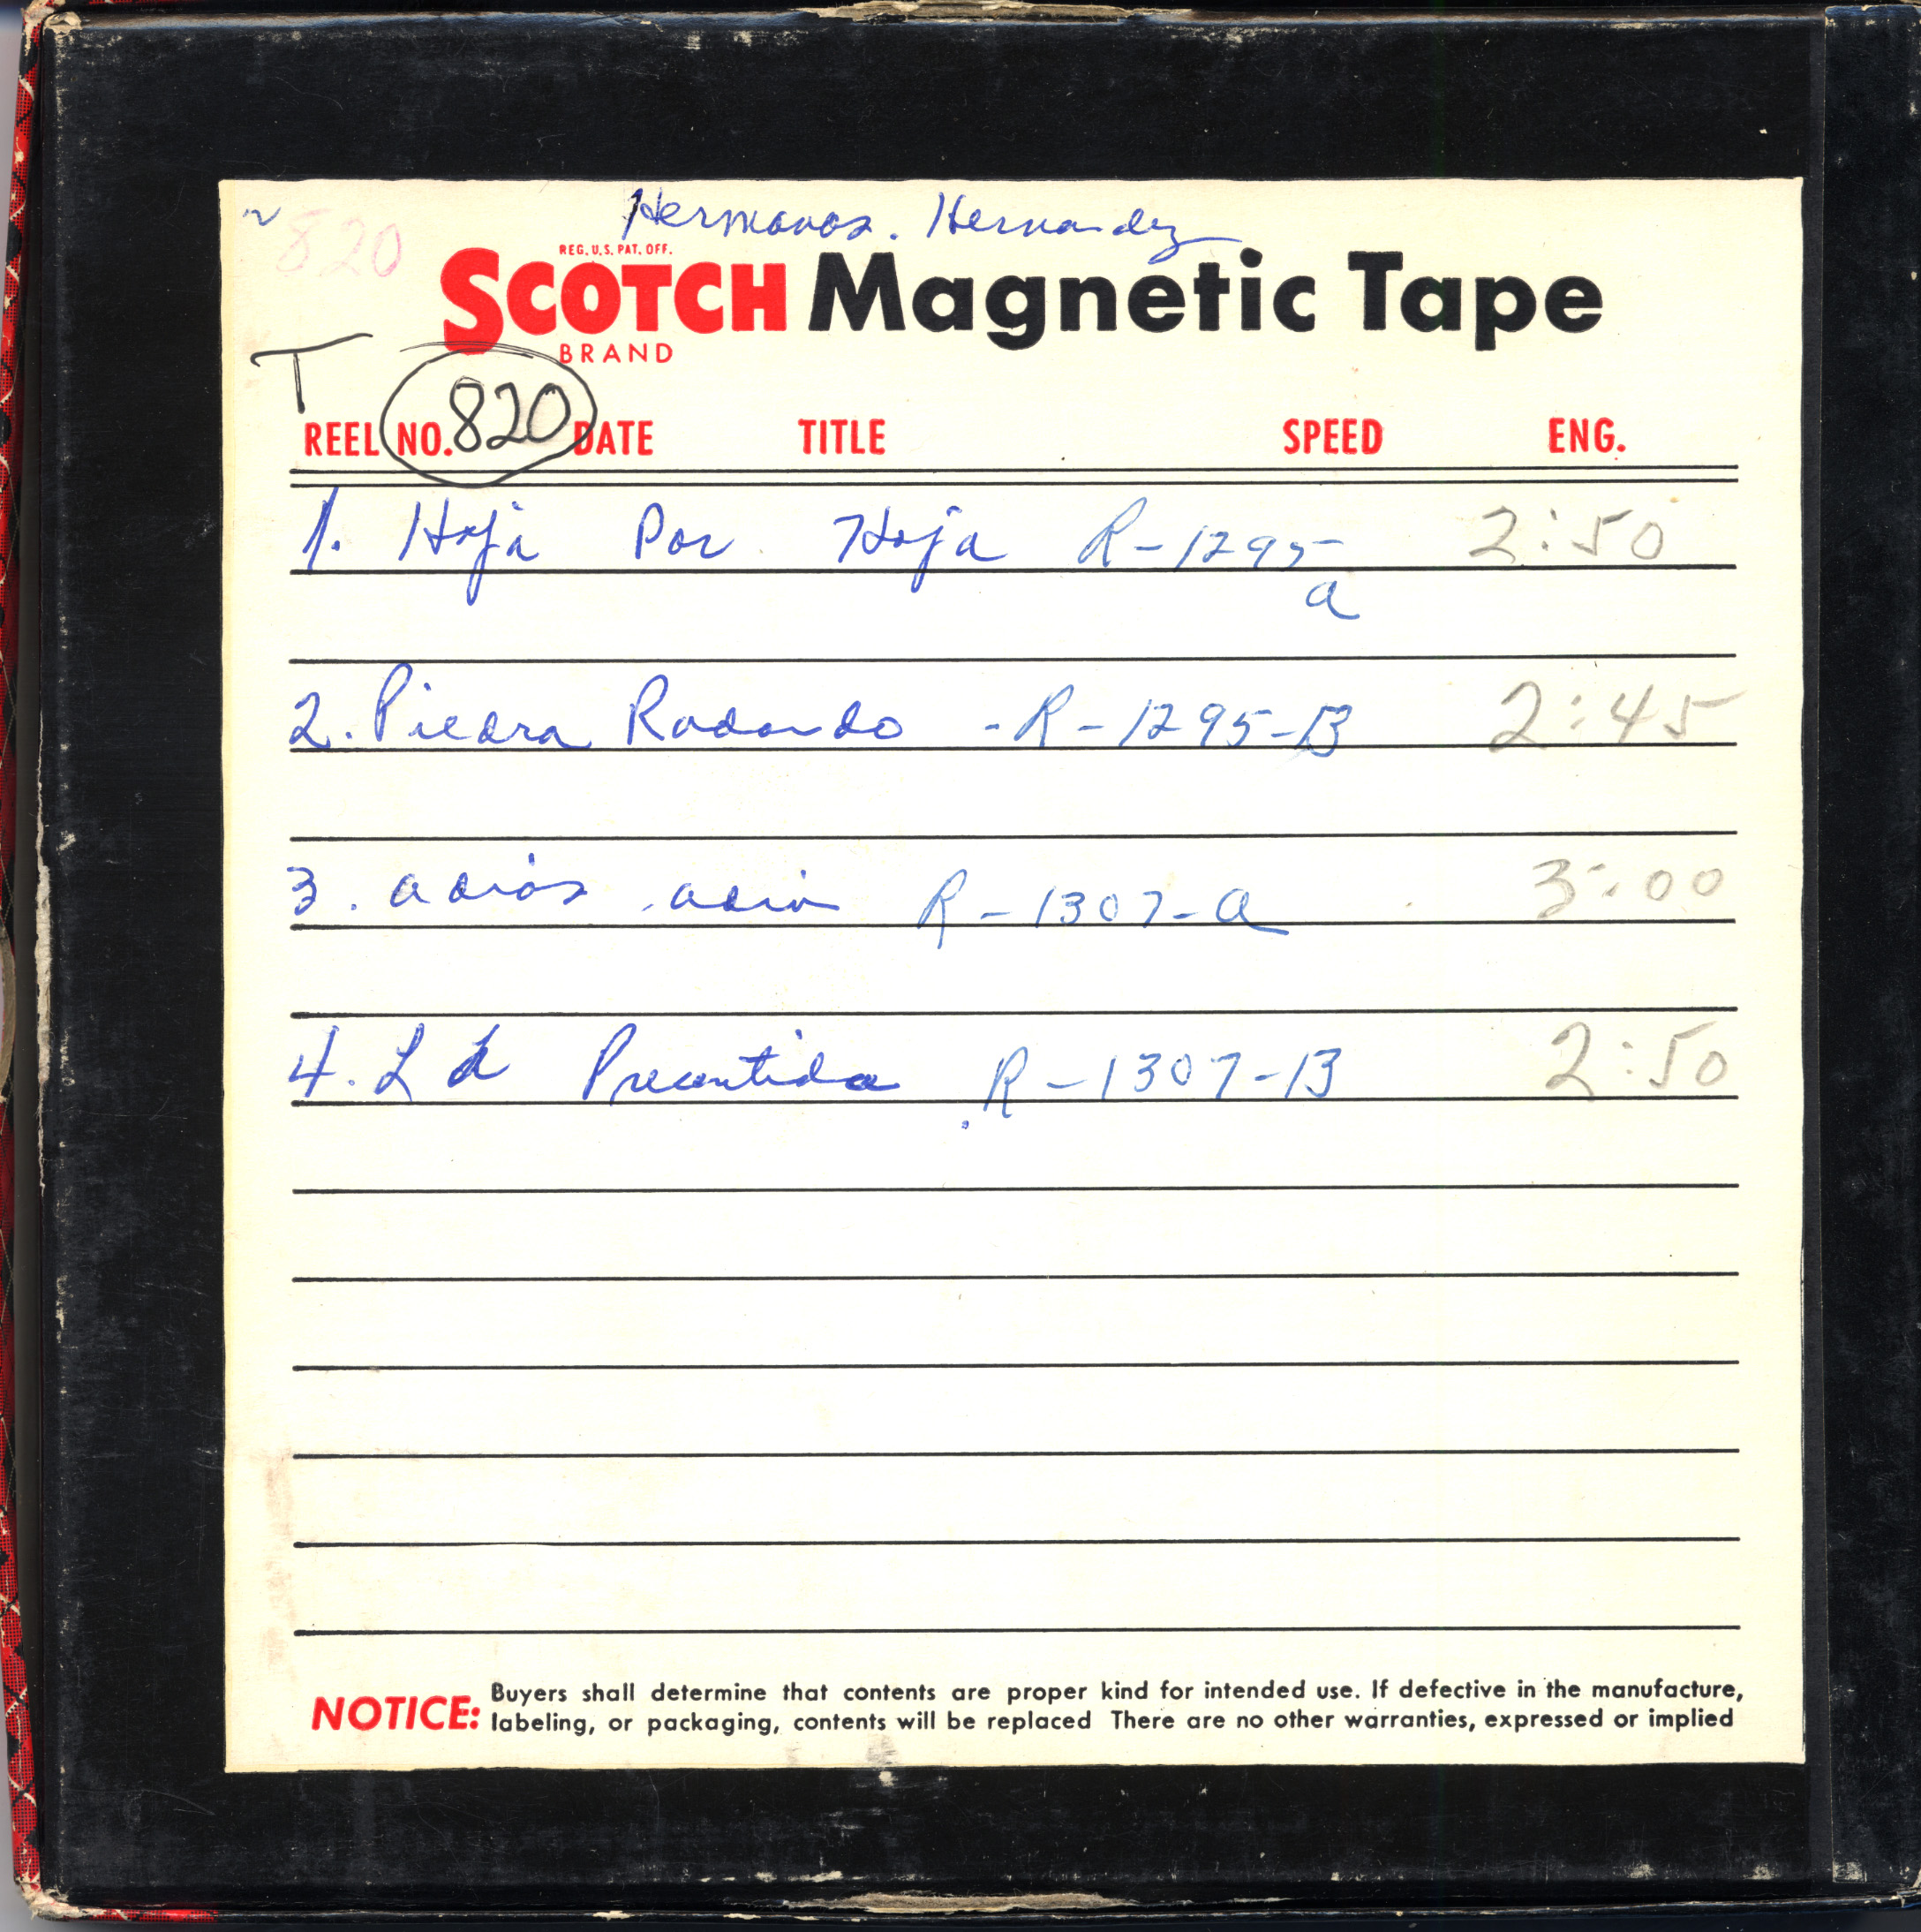 Hermanos. Hernandez
~ 820
REG. U.S. PAT. OFF.
SCOTCH Magnetic Tape
BRAND
T 820
REEL NO. DATE TITLE SPEED ENG.
1. Hoja Por Hoja R-1295 2:50
a
2. Piedra Rodando - R-1295-B 2:45
3. adios adios R-1307-a 3:00
4. La R-1307-B 2:50
NOTICE: Buyers shall determine that contents are proper kind for intended use. If defective in the manufacture,
labeling, or packaging, contents will be replaced There are no other warranties, expressed or implied